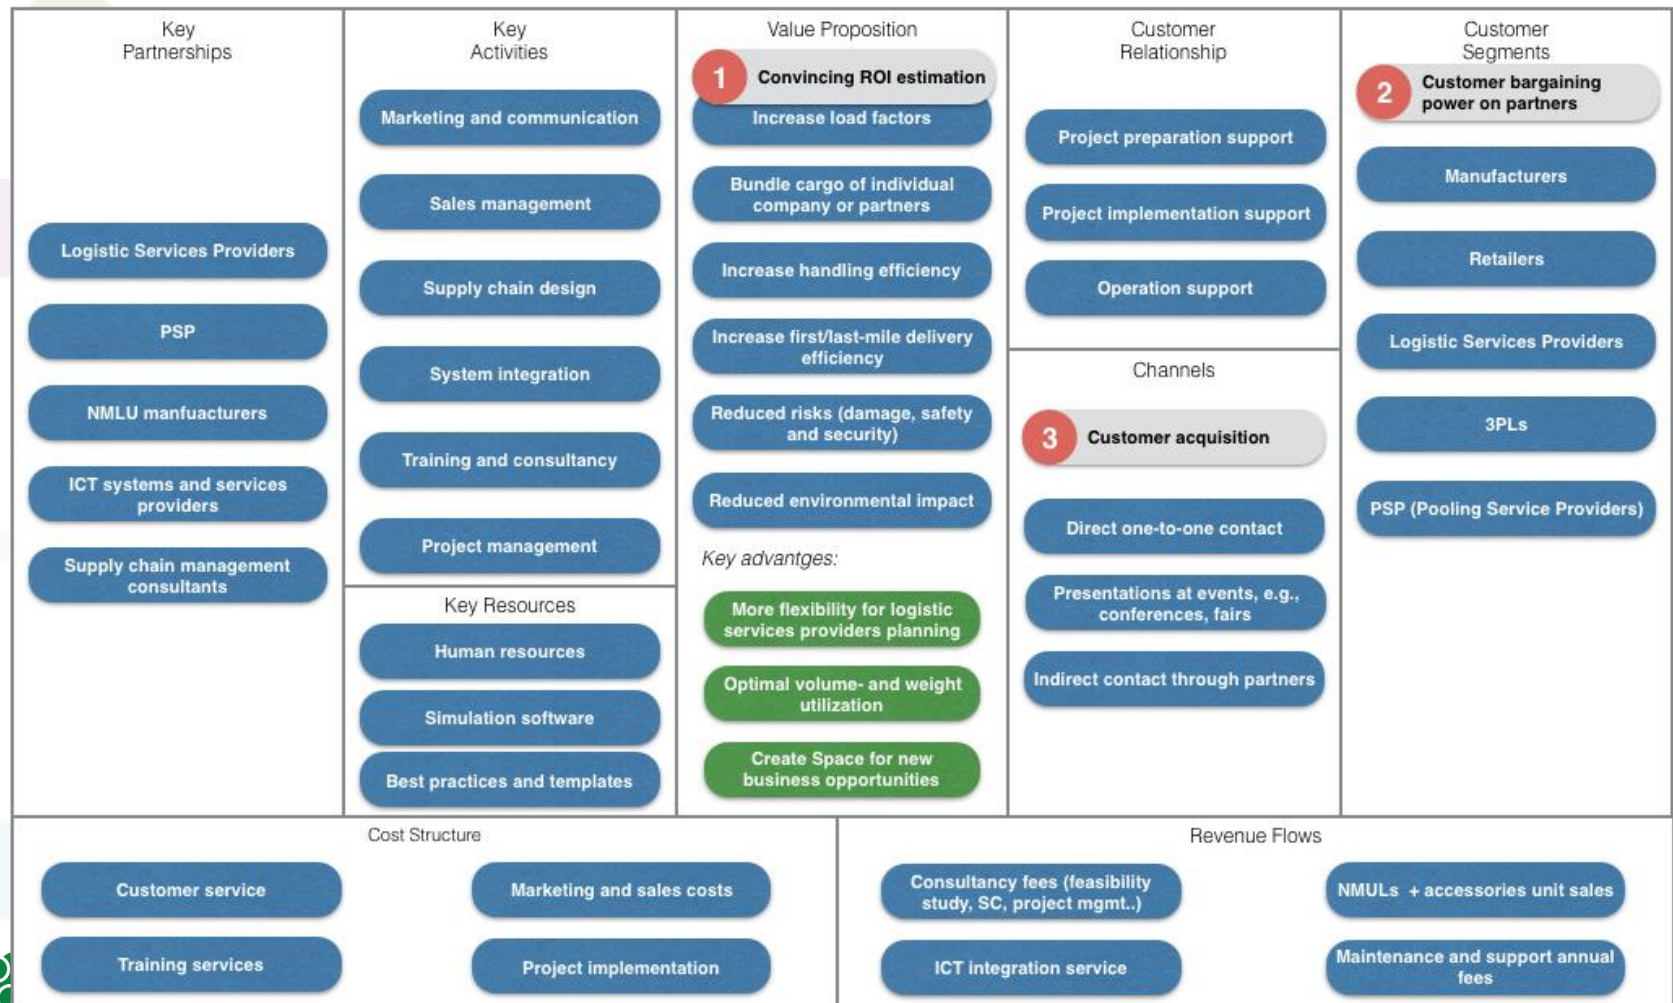 Key
Partnerships
Logistic Services Providers
PSP
NMLU manfuacturers
ICT systems and services
providers
Supply chain management
consultants
Key
Activities
Marketing and communication
Sales management
Supply chain design
System integration
Training and consultancy
Project management
Key Resources
Human resources
Simulation software
Best practices and templates
Value Proposition
1 Convincing ROI estimation
Increase load factors
Bundle cargo of individual
company or partners
Increase handling efficiency
Increase first/last-mile delivery
efficiency
Reduced risks (damage, safety
and security)
Reduced environmental impact
Key advantges:
More flexibility for logistic
services providers planning
Optimal volume- and weight
utilization
Create Space for new
business opportunities
Customer
Relationship
Project preparation support
Project implementation support
Operation support
Channels
3 Customer acquisition
Direct one-to-one contact
Presentations at events, e.g.,
conferences, fairs
Indirect contact through partners
Customer
Segments
2 Customer bargaining
power on partners
Manufacturers
Retailers
Logistic Services Providers
3PLs
PSP (Pooling Service Providers)
Cost Structure
Customer service
Marketing and sales costs
Training services
Project implementation
Revenue Flows
Consultancy fees (feasibility
study, SC, project mgmt..)
NMULs + accessories unit sales
ICT integration service
Maintenance and support annual
fees